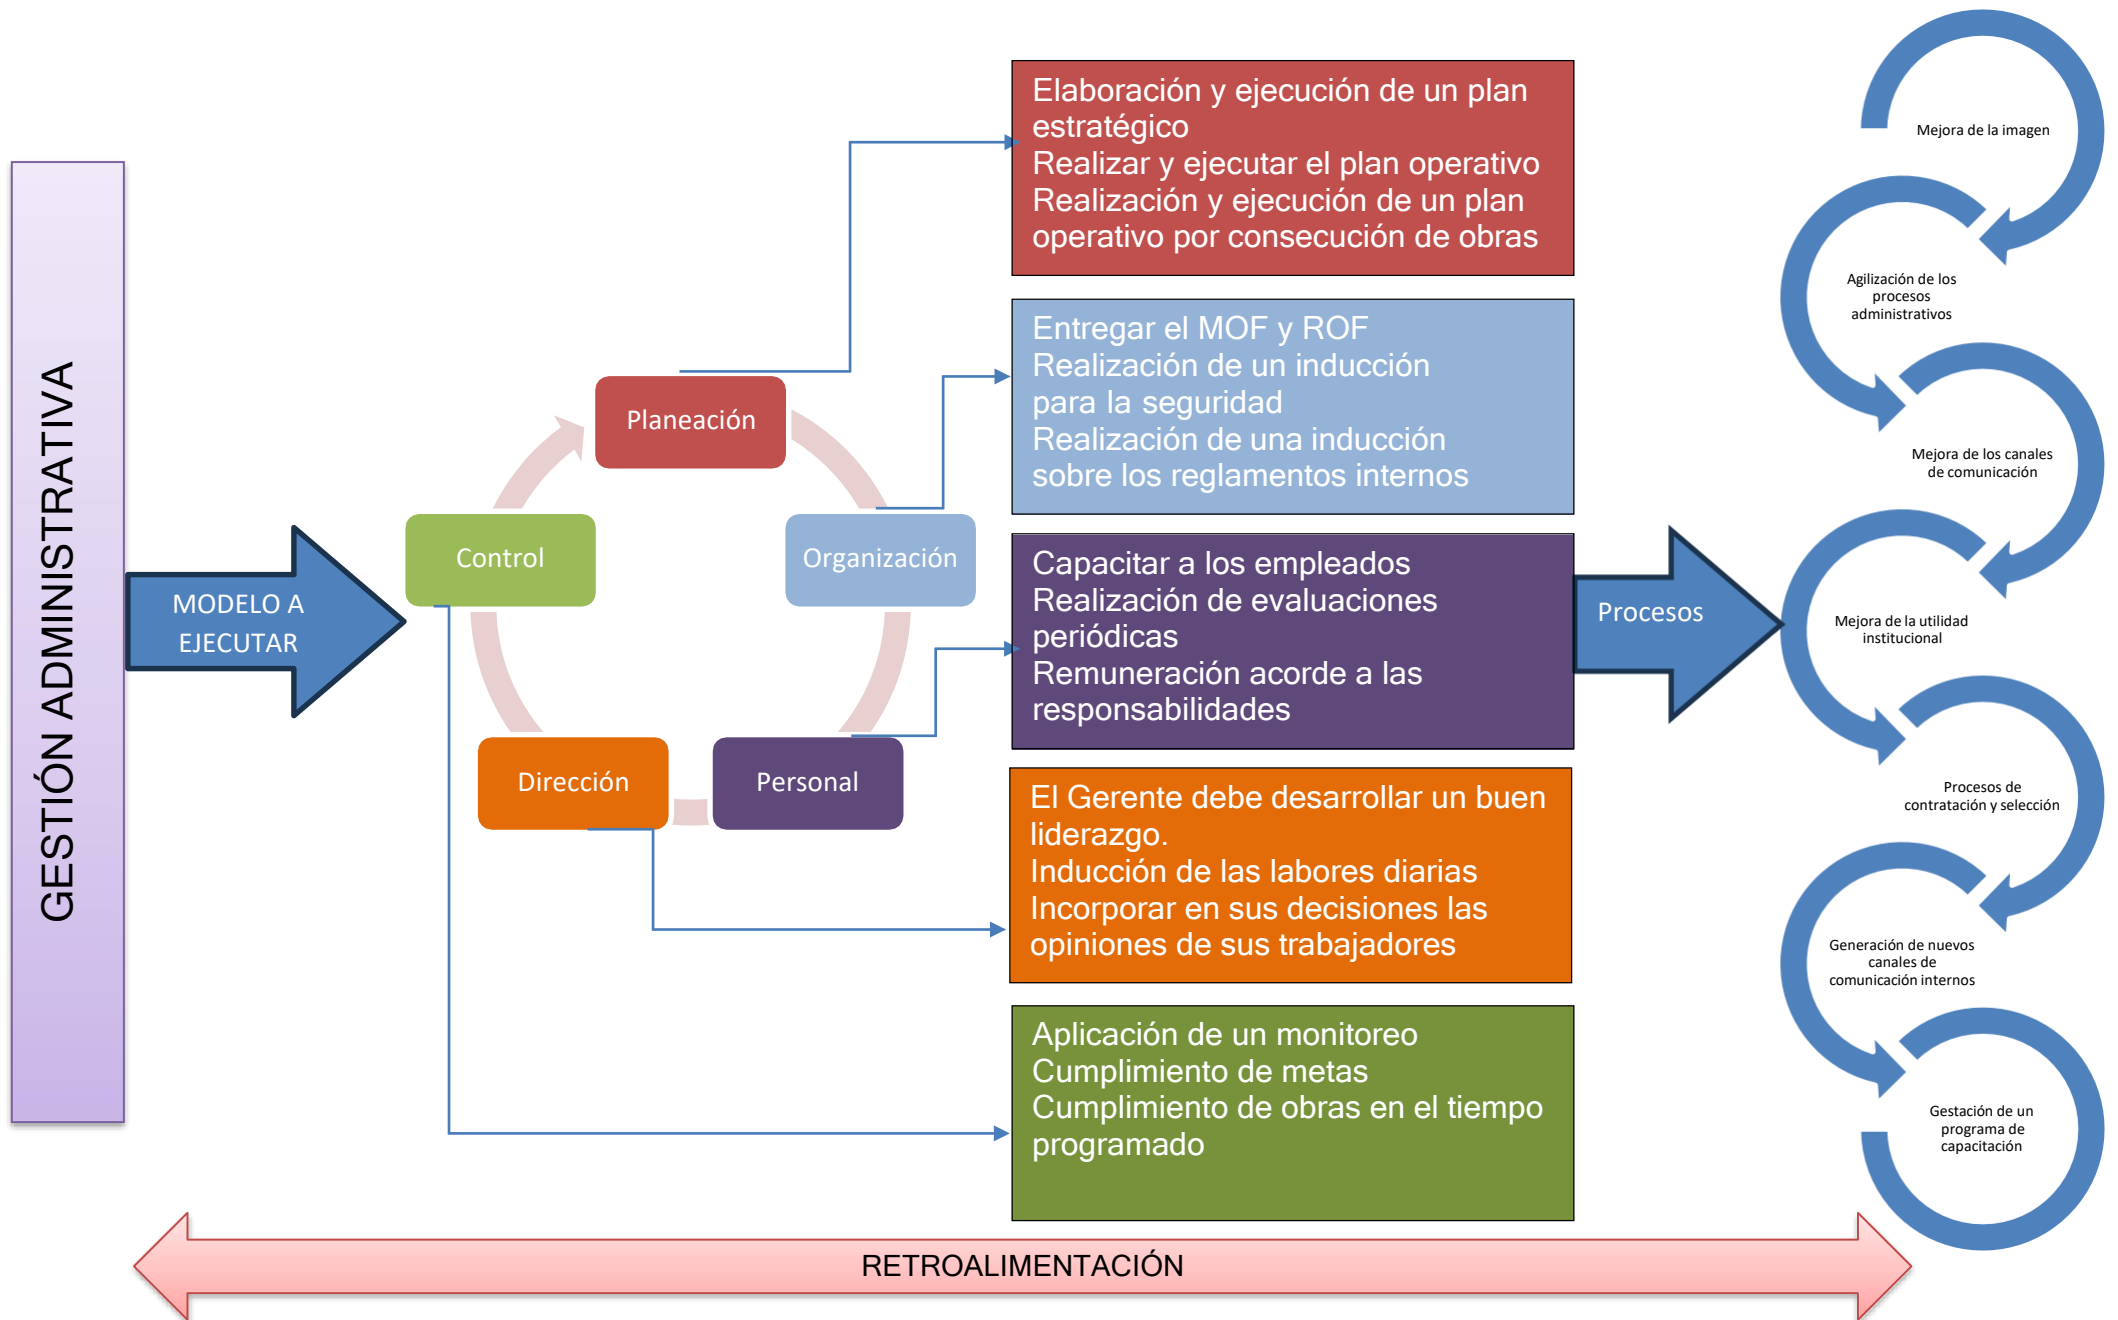 GESTIÓN ADMINISTRATIVA
MODELO A
EJECUTAR
Planeación
Organización
Personal
Dirección
Control
Elaboración y ejecución de un plan
estratégico
Realizar y ejecutar el plan operativo
Realización y ejecución de un plan
operativo por consecución de obras
Entregar el MOF y ROF
Realización de un inducción
para la seguridad
Realización de una inducción
sobre los reglamentos internos
Capacitar a los empleados
Realización de evaluaciones
periódicas
Remuneración acorde a las
responsabilidades
El Gerente debe desarrollar un buen
liderazgo.
Inducción de las labores diarias
Incorporar en sus decisiones las
opiniones de sus trabajadores
Aplicación de un monitoreo
Cumplimiento de metas
Cumplimiento de obras en el tiempo
programado
Procesos
Mejora de la imagen
Agilización de los
procesos
administrativos
Mejora de los canales
de comunicación
Mejora de la utilidad
institucional
Procesos de
contratación y selección
Generación de nuevos
canales de
comunicación internos
Gestación de un
programa de
capacitación
RETROALIMENTACIÓN